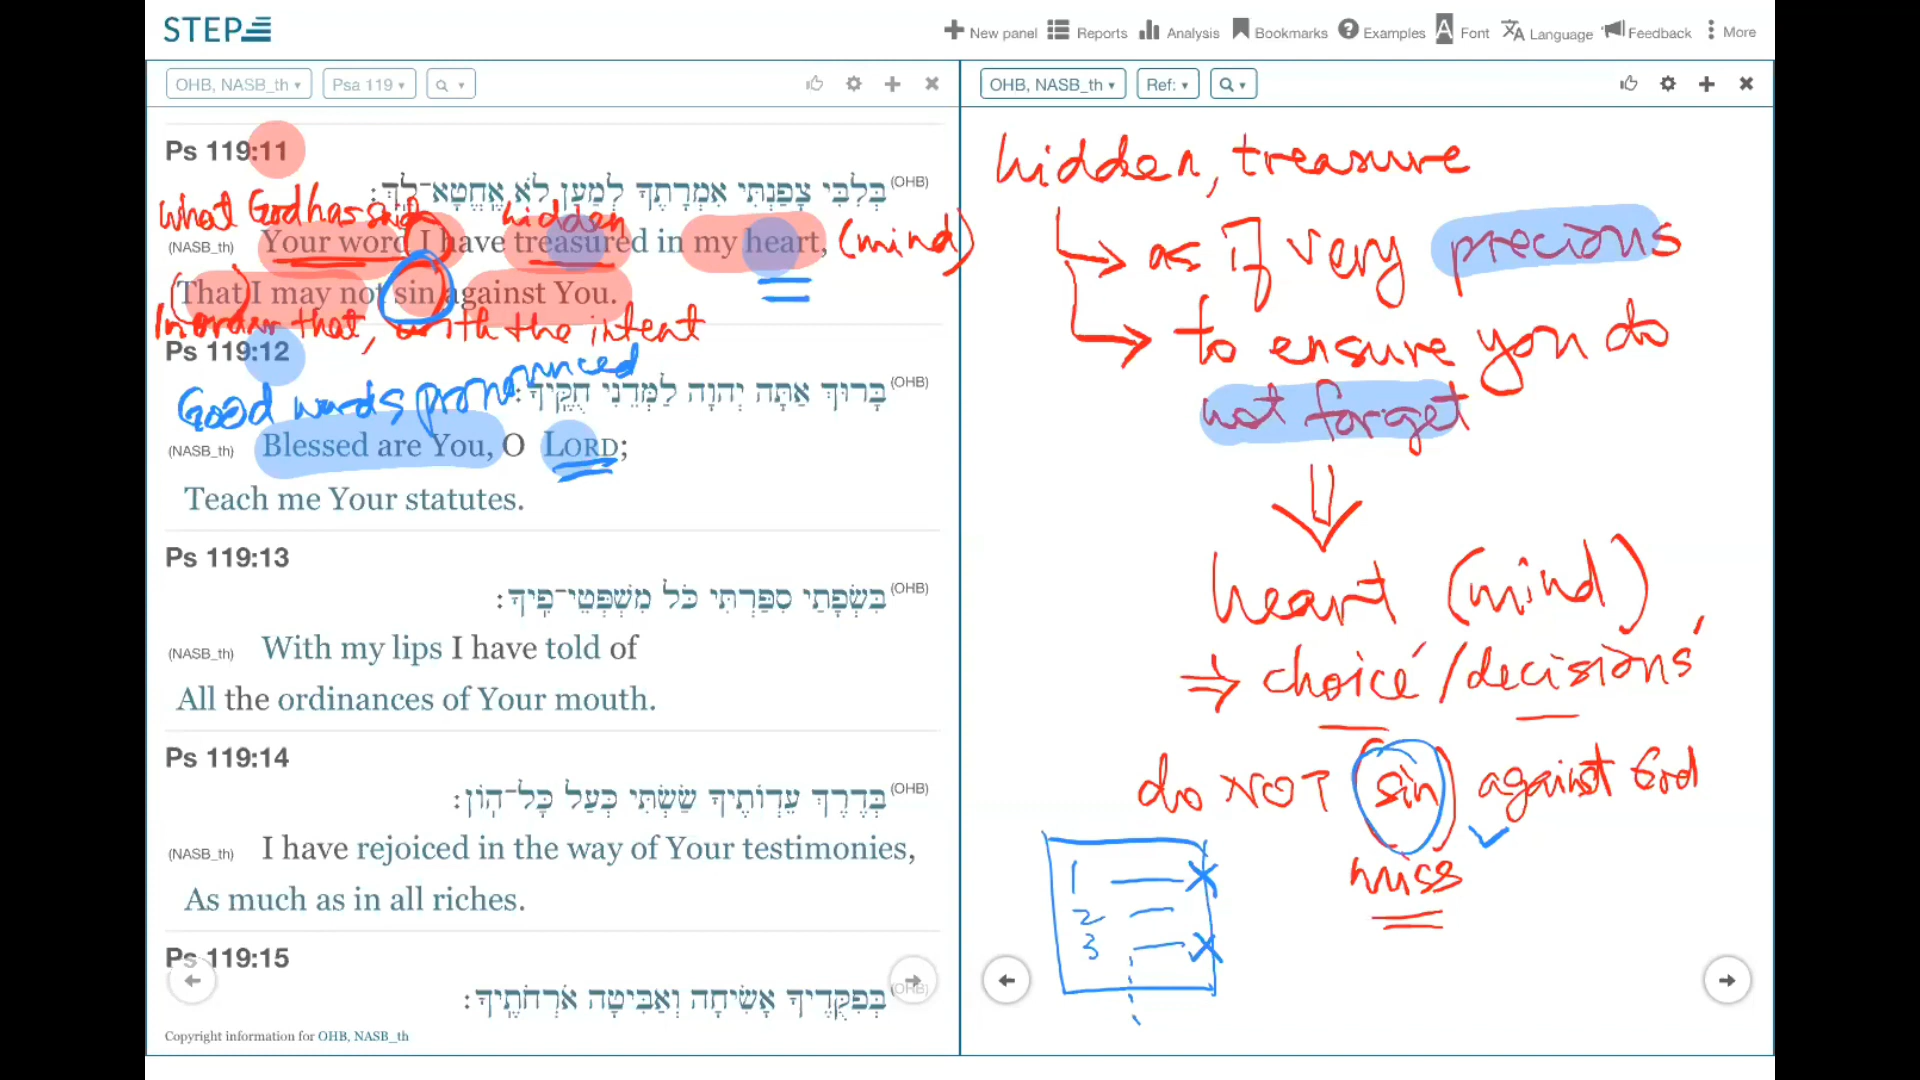 STEP
New panel Reports Analysis Bookmarks Examples Font Language Feedback More
OHB, NASB_th Psa 119
Ps 119:11
בְּלִבִּי צָפַנְתִּי אִמְרָתֶךָ לְמַעַן לֹא אֶחֱטָא־לָךְ׃ (OHB)
what God has said hidden
(NASB_th) Your word I have treasured in my heart, (mind)
(That) I may not sin against You.
In order that, with the intent
Ps 119:12
Good words pronounced
בָּרוּךְ אַתָּה יְהוָה לַמְּדֵנִי חֻקֶּיךָ׃ (OHB)
(NASB_th) Blessed are You, O LORD;
Teach me Your statutes.
Ps 119:13
בִּשְׂפָתַי סִפַּרְתִּי כֹּל מִשְׁפְּטֵי־פִיךָ׃ (OHB)
(NASB_th) With my lips I have told of
All the ordinances of Your mouth.
Ps 119:14
בְּדֶרֶךְ עֵדְוֺתֶיךָ שַׂשְׂתִּי כְּעַל כָּל־הוֹן׃ (OHB)
(NASB_th) I have rejoiced in the way of Your testimonies,
As much as in all riches.
Ps 119:15
בְּפִקֻּדֶיךָ אָשִׂיחָה וְאַבִּיטָה אֹרְחֹתֶיךָ׃ (OHB)
Copyright information for OHB, NASB_th
OHB, NASB_th Ref:
hidden, treasure
as if very precious
to ensure you do
not forget
heart (mind)
⇒ choice / decisions
do NOT (sin) against God
miss
1
2
3